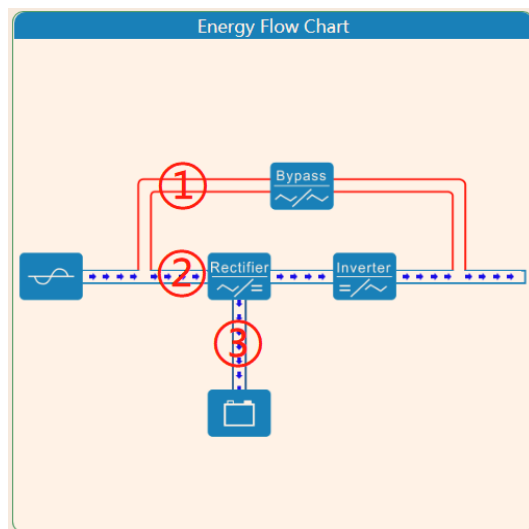 Energy Flow Chart
Bypass
①
②
Rectifier
Inverter
③